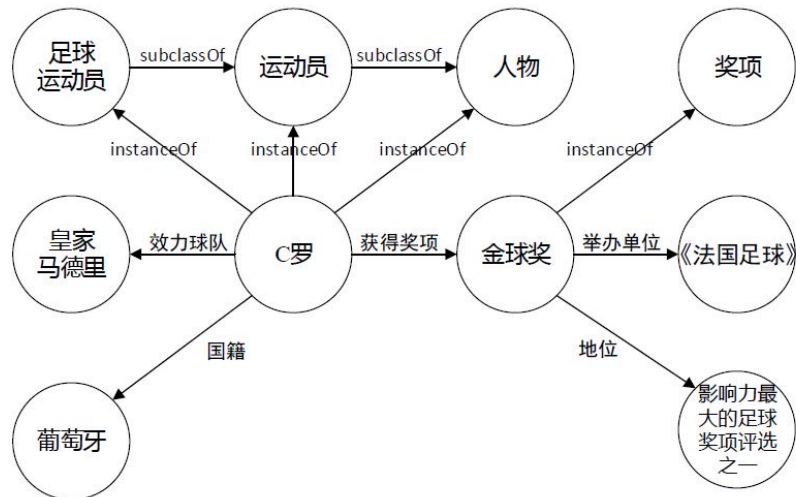 足球
运动员
subclassOf
运动员
subclassOf
人物
奖项
instanceOf
instanceOf
instanceOf
instanceOf
皇家
马德里
效力球队
C罗
获得奖项
金球奖
举办单位
《法国足球》
国籍
地位
葡萄牙
影响力最
大的足球
奖项评选
之一